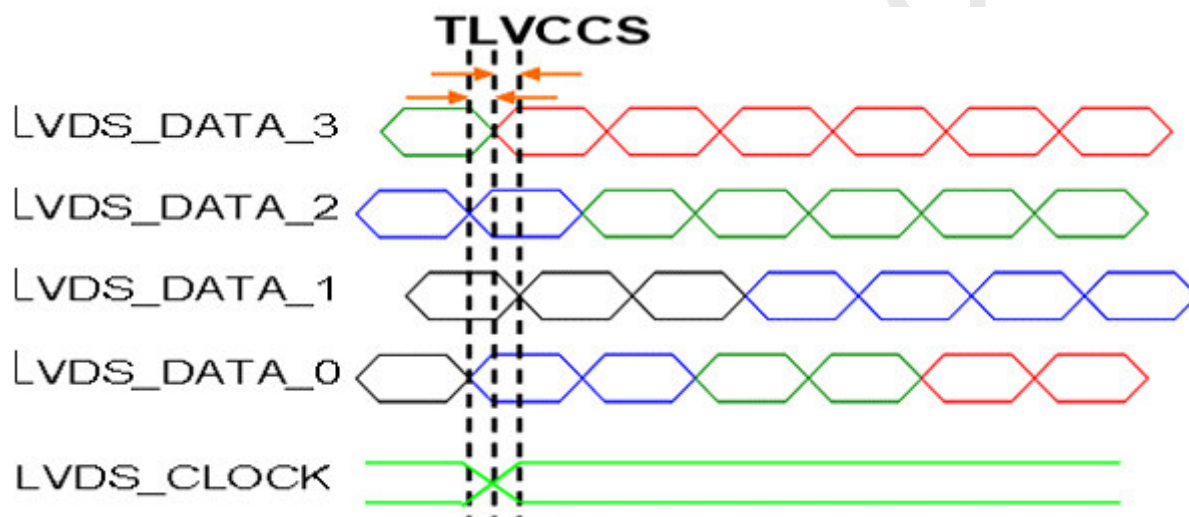 TLVCCS
LVDS_DATA_3
LVDS_DATA_2
LVDS_DATA_1
LVDS_DATA_0
LVDS_CLOCK